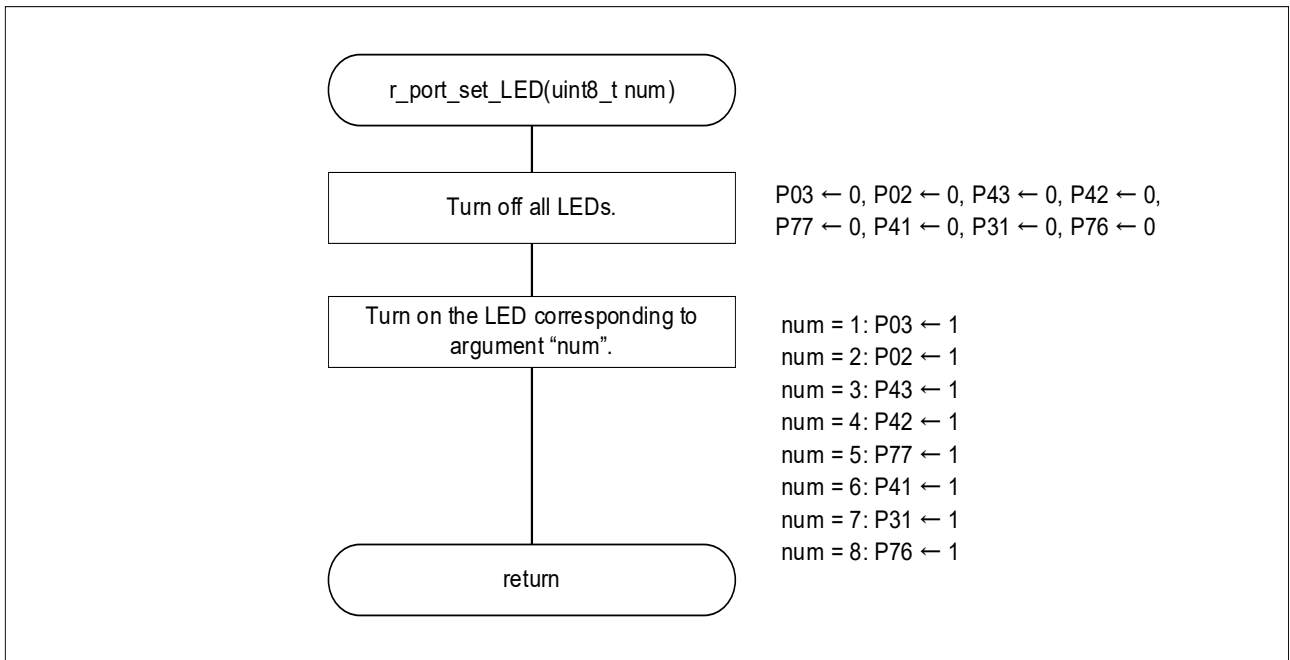 r_port_set_LED(uint8_t num)
Turn off all LEDs.
P03 ← 0, P02 ← 0, P43 ← 0, P42 ← 0,
P77 ← 0, P41 ← 0, P31 ← 0, P76 ← 0
Turn on the LED corresponding to
argument “num”.
num = 1: P03 ← 1
num = 2: P02 ← 1
num = 3: P43 ← 1
num = 4: P42 ← 1
num = 5: P77 ← 1
num = 6: P41 ← 1
num = 7: P31 ← 1
num = 8: P76 ← 1
return